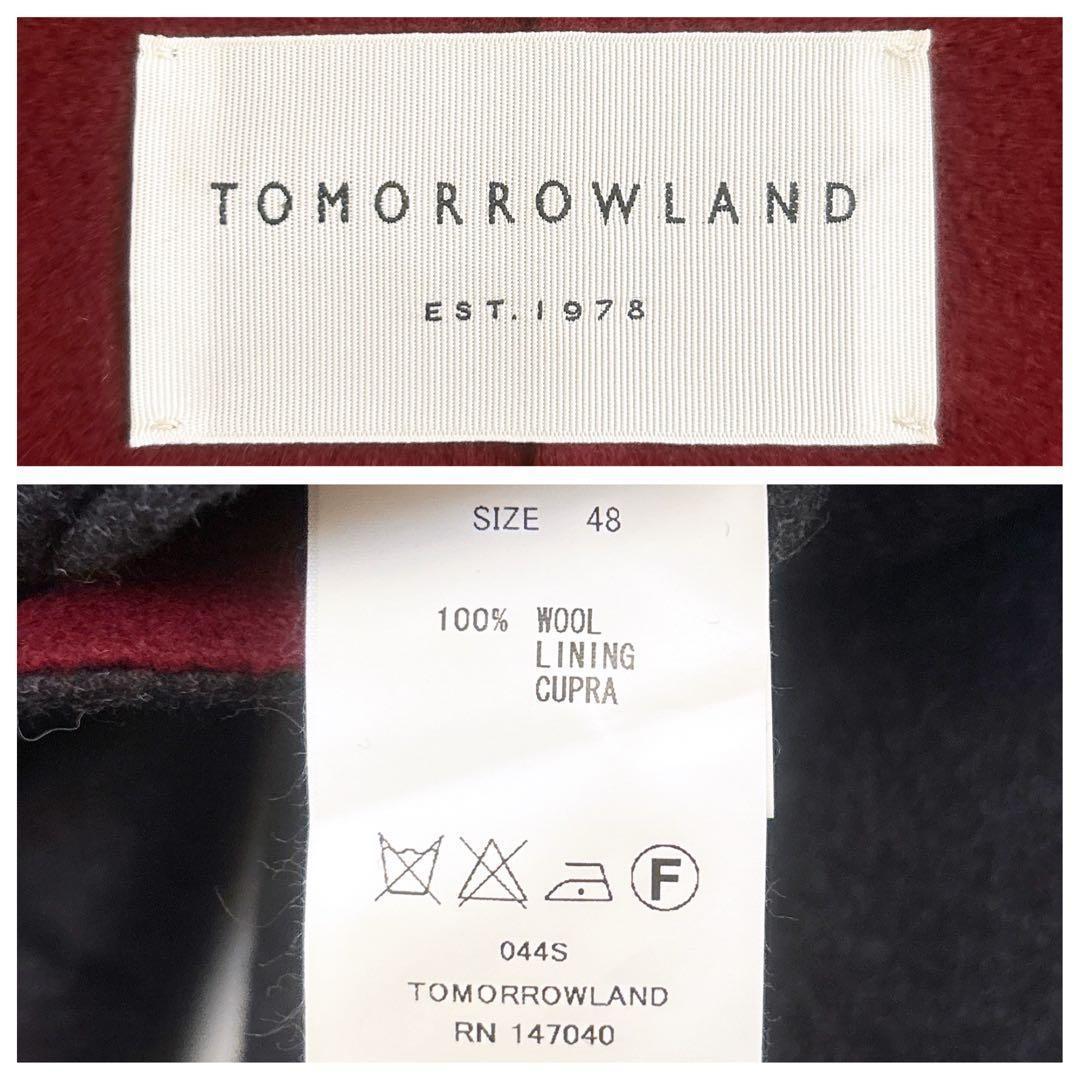 TOMORROWLAND
EST. 1978
SIZE 48
100% WOOL
LINING
CUPRA
F
044S
TOMORROWLAND
RN 147040